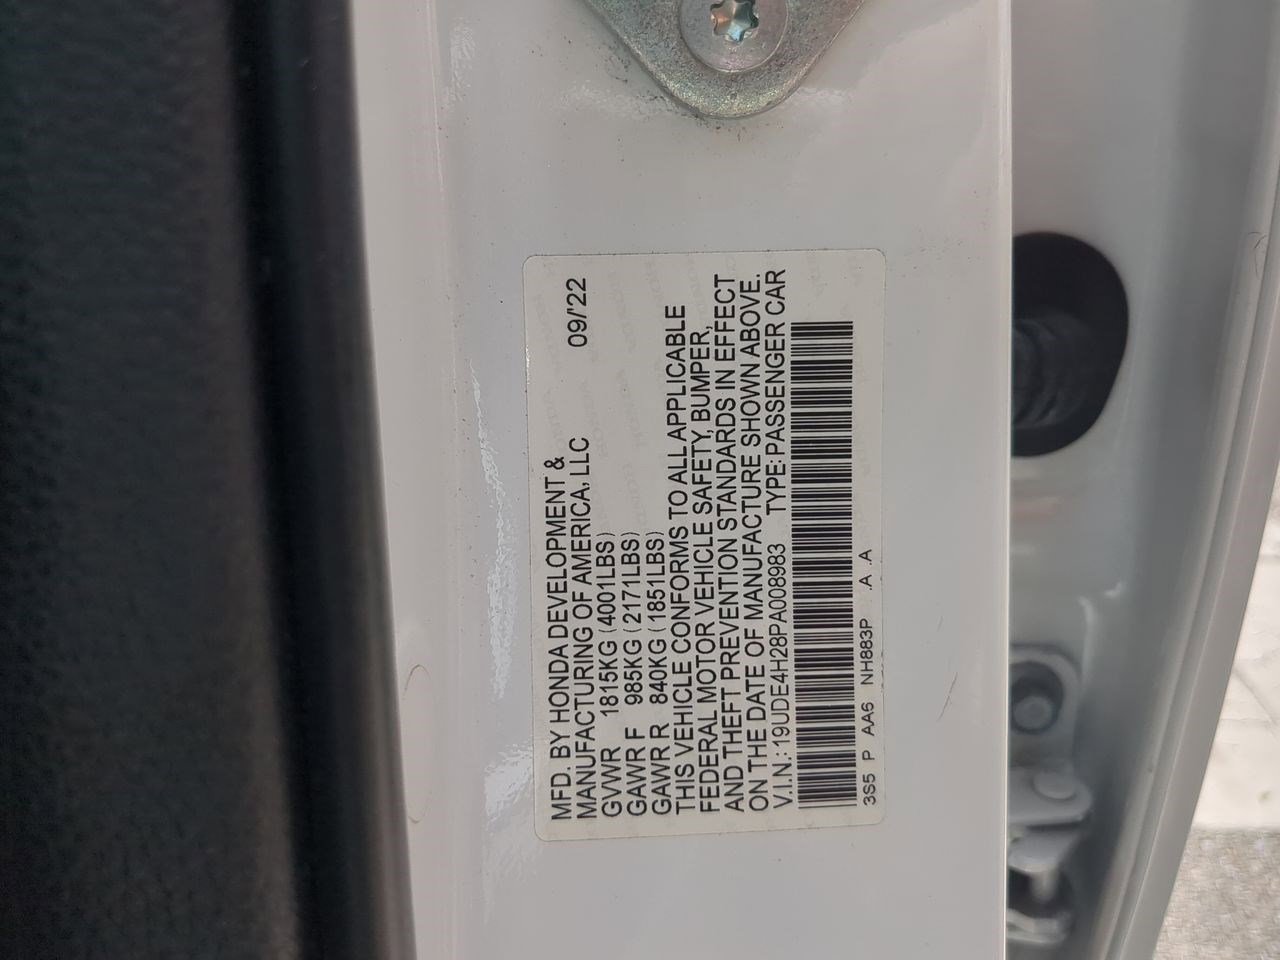 MFD. BY HONDA DEVELOPMENT &
MANUFACTURING OF AMERICA, LLC 09/'22
GVWR 1815KG (4001LBS)
GAWR F 985KG (2171LBS)
GAWR R 840KG (1851LBS)
THIS VEHICLE CONFORMS TO ALL APPLICABLE
FEDERAL MOTOR VEHICLE SAFETY, BUMPER,
AND THEFT PREVENTION STANDARDS IN EFFECT
ON THE DATE OF MANUFACTURE SHOWN ABOVE.
V.I.N.: 19UDE4H28PA008983 TYPE: PASSENGER CAR
3S5 P AA6 NH883P .A .A